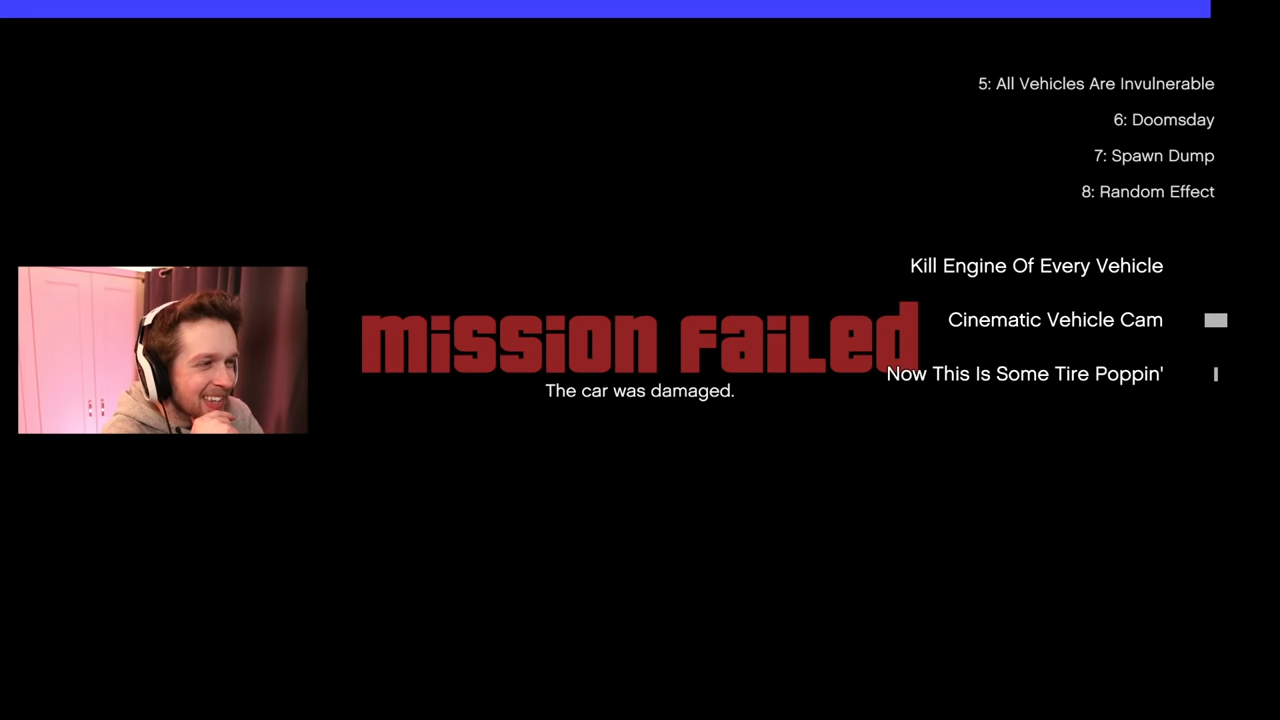 5: All Vehicles Are Invulnerable
6: Doomsday
7: Spawn Dump
8: Random Effect
Kill Engine Of Every Vehicle
Cinematic Vehicle Cam
mission failed
Now This Is Some Tire Poppin'
The car was damaged.